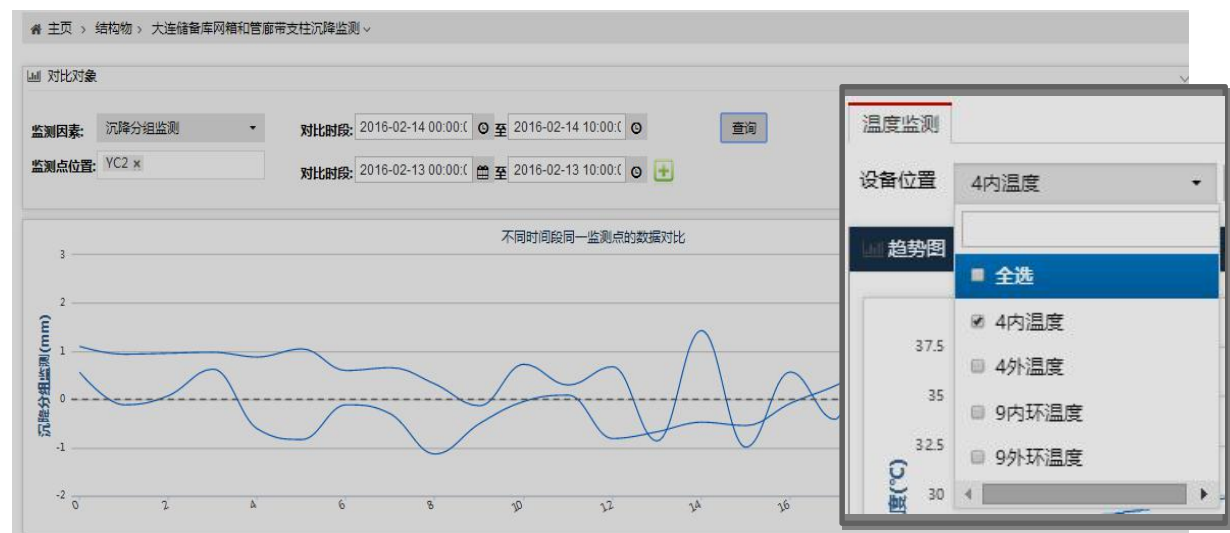 主页 > 结构物 > 大连储备库网箱和管廊带支柱沉降监测
对比对象
监测因素: 沉降分组监测
对比时段: 2016-02-14 00:00:0 至 2016-02-14 10:00:0
查询
监测点位置: YC2 ×
对比时段: 2016-02-13 00:00:0 至 2016-02-13 10:00:0
不同时间段同一监测点的数据对比
沉降分组监测(mm)
3
2
1
0
-1
-2
0 2 4 6 8 10 12 14 16
温度监测
设备位置 4内温度
趋势图
全选
4内温度
4外温度
9内环温度
9外环温度
37.5
35
32.5
30
度(°C)